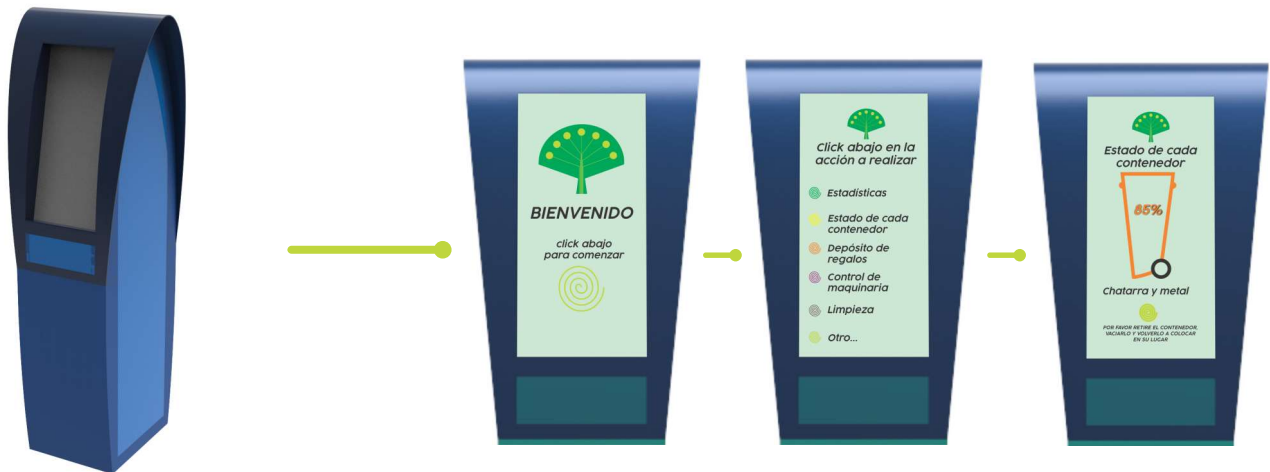 BIENVENIDO
click abajo
para comenzar
Click abajo en la
acción a realizar
Estadísticas
Estado de cada
contenedor
Depósito de
regalos
Control de
maquinaria
Limpieza
Otro...
Estado de cada
contenedor
85%
Chatarra y metal
POR FAVOR RETIRE EL CONTENEDOR,
VACIARLO Y VOLVERLO A COLOCAR
EN SU LUGAR